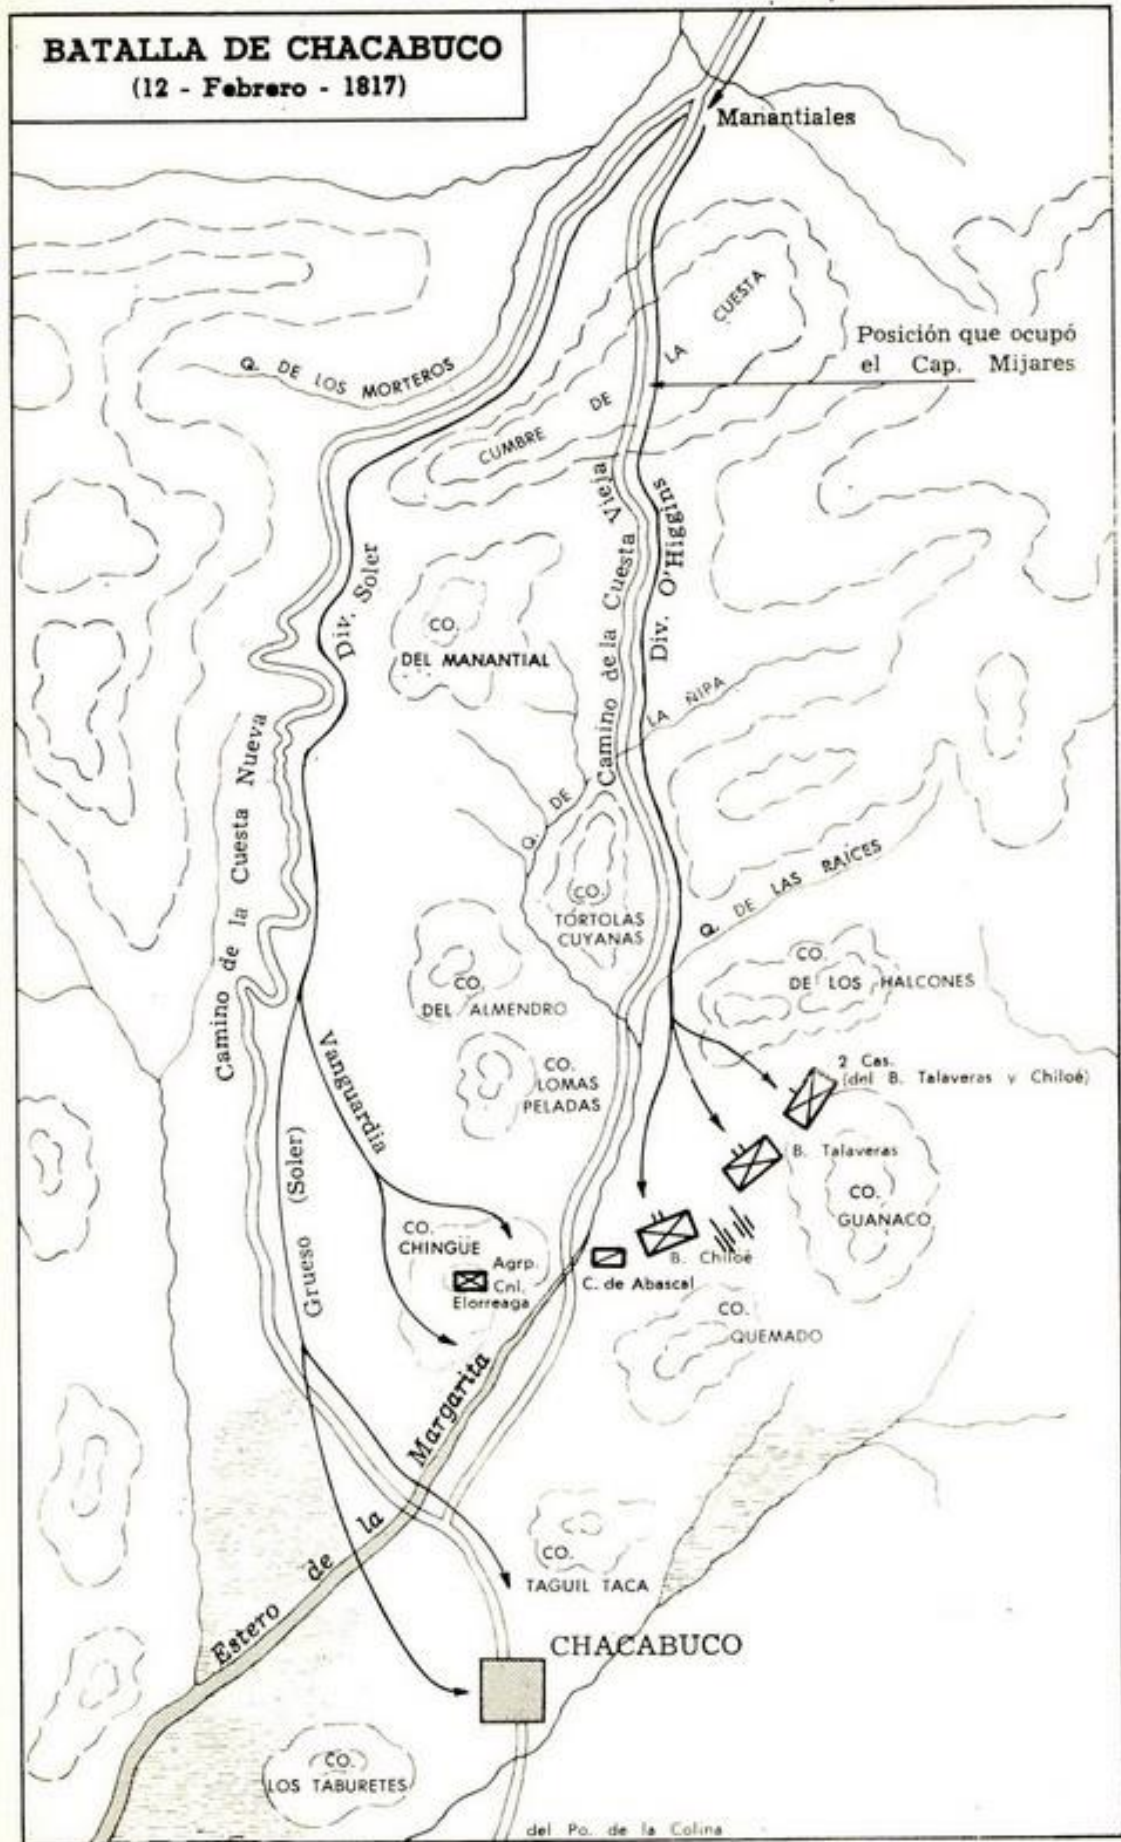 BATALLA DE CHACABUCO
(12 - Febrero - 1817)
Manantiales
CUESTA
LA
DE
CUMBRE
Posición que ocupó
el Cap. Mijares
Q. DE LOS MORTEROS
Camino de la Cuesta Vieja
Div. O'Higgins
Div. Soler
CO.
DEL MANANTIAL
Q. DE LA ÑIPA
Camino de la Cuesta Nueva
CO.
TÓRTOLAS
CUYANAS
Q. DE LAS RAÍCES
CO.
DEL ALMENDRO
CO.
DE LOS HALCONES
Vanguardia
CO.
LOMAS
PELADAS
2 Cas.
(del B. Talaveras y Chiloé)
B. Talaveras
Grueso (Soler)
CO.
GUANACO
CO.
CHINGÜE
Agrp.
Cnl.
Elorreaga
B. Chiloé
C. de Abascal
CO.
QUEMADO
Estero de la Margarita
CO.
TAGUIL TACA
CHACABUCO
CO.
LOS TABURETES
del Po. de la Colina